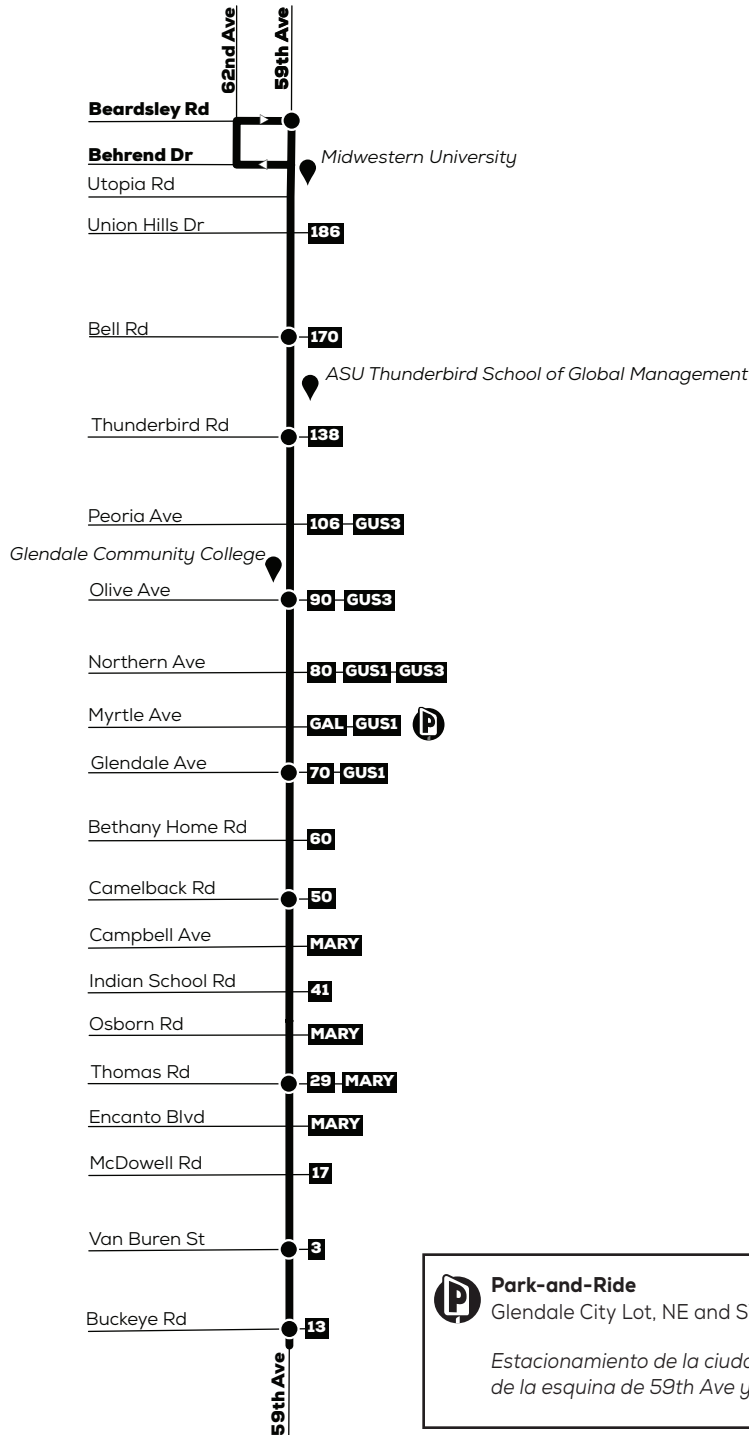 62nd Ave
59th Ave
Beardsley Rd
Behrend Dr
Midwestern University
Utopia Rd
Union Hills Dr
186
Bell Rd
170
ASU Thunderbird School of Global Management
Thunderbird Rd
138
Peoria Ave
106 GUS3
Glendale Community College
Olive Ave
90 GUS3
Northern Ave
80 GUS1 GUS3
Myrtle Ave
GAL GUS1 P
Glendale Ave
70 GUS1
Bethany Home Rd
60
Camelback Rd
50
Campbell Ave
MARY
Indian School Rd
41
Osborn Rd
MARY
Thomas Rd
29 MARY
Encanto Blvd
MARY
McDowell Rd
17
Van Buren St
3
Buckeye Rd
13
59th Ave
P
Park-and-Ride
Glendale City Lot, NE and S
Estacionamiento de la ciuda
de la esquina de 59th Ave y